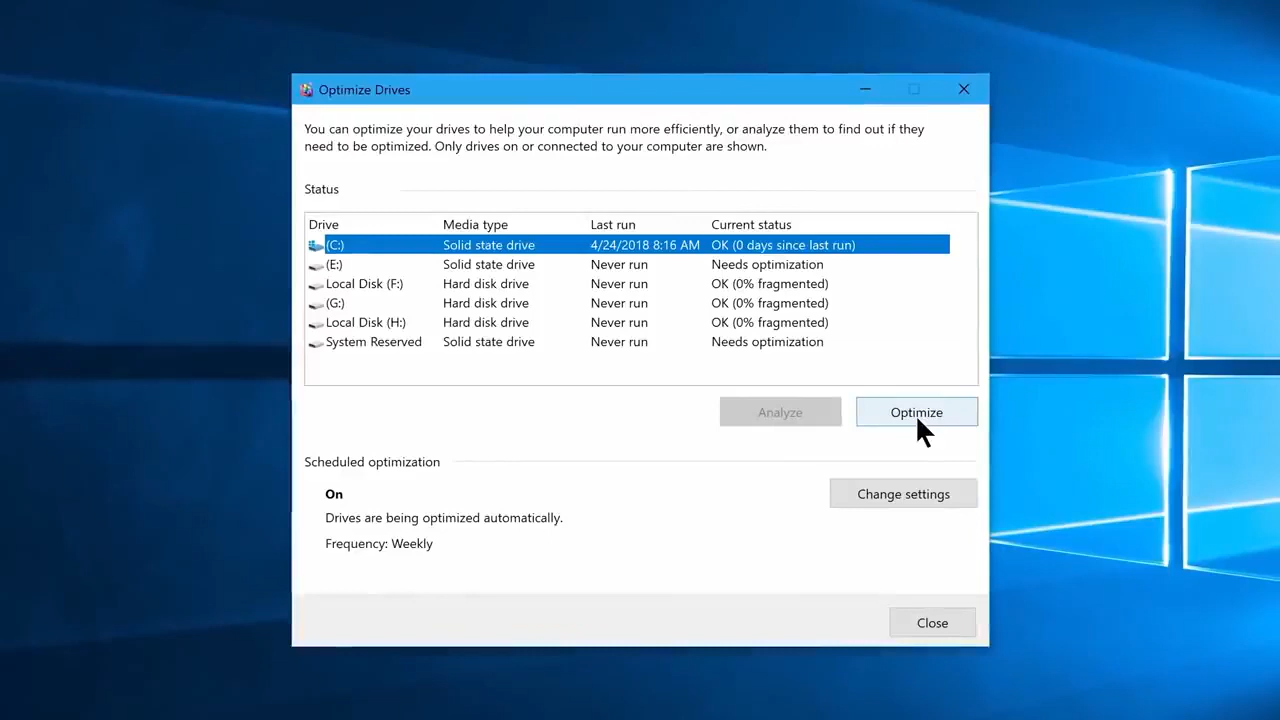 Optimize Drives
You can optimize your drives to help your computer run more efficiently, or analyze them to find out if they
need to be optimized. Only drives on or connected to your computer are shown.
Status
Drive Media type Last run Current status
(C:) Solid state drive 4/24/2018 8:16 AM OK (0 days since last run)
(E:) Solid state drive Never run Needs optimization
Local Disk (F:) Hard disk drive Never run OK (0% fragmented)
(G:) Hard disk drive Never run OK (0% fragmented)
Local Disk (H:) Hard disk drive Never run OK (0% fragmented)
System Reserved Solid state drive Never run Needs optimization
Analyze Optimize
Scheduled optimization
On
Change settings
Drives are being optimized automatically.
Frequency: Weekly
Close